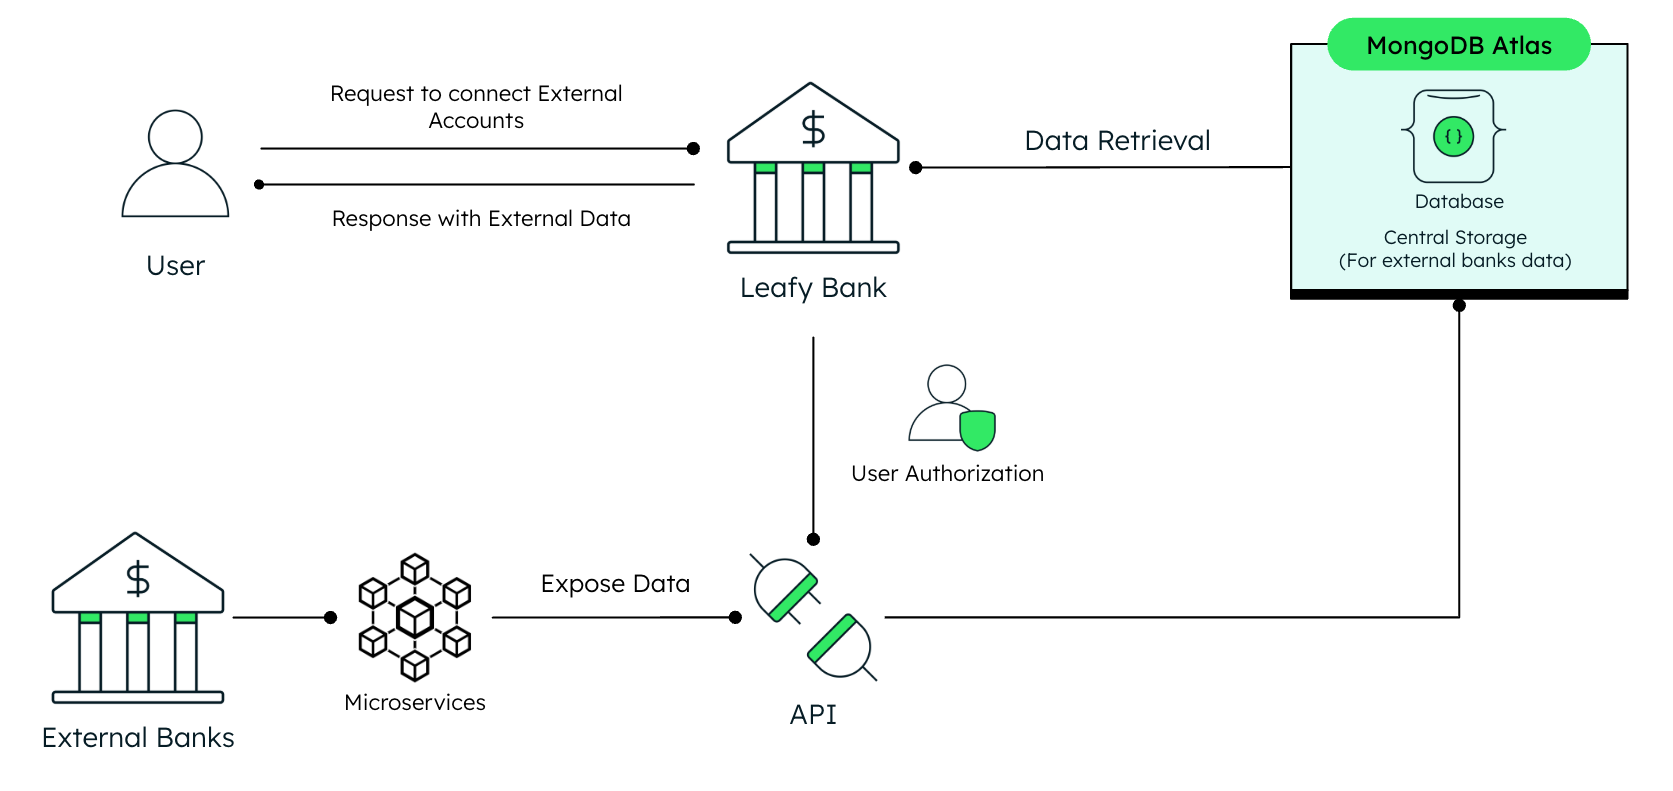 MongoDB Atlas
Request to connect External
Accounts
$
Data Retrieval
{ }
Database
Response with External Data
Central Storage
(For external banks data)
User
Leafy Bank
User Authorization
$
Expose Data
Microservices
API
External Banks